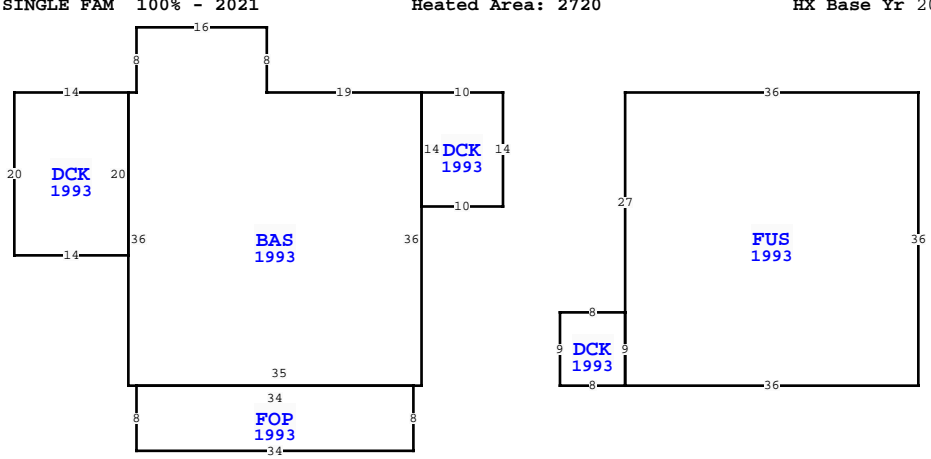 SINGLE FAM 100% - 2021 Heated Area: 2720 HX Base Yr 20
16
8 8
14 19 10 36
20 DCK 1993 20 14 DCK 1993 14
10
27
36 BAS 1993 36 FUS 1993 36
14
8
9 DCK 1993 9
35
8 36
34
8 FOP 1993 8
34